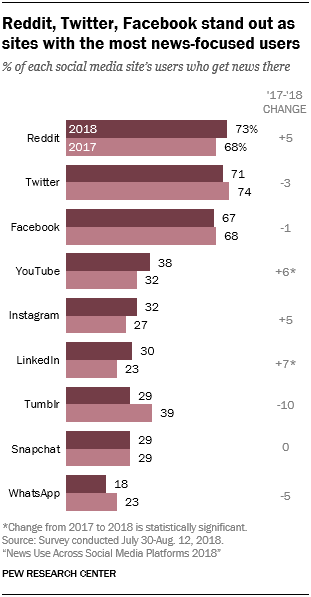 Reddit, Twitter, Facebook stand out as
sites with the most news-focused users
% of each social media site's users who get news there
'17-'18
CHANGE
Reddit 2018 73% +5
2017 68%
Twitter 71 -3
74
Facebook 67 -1
68
YouTube 38 +6*
32
Instagram 32 +5
27
LinkedIn 30 +7*
23
Tumblr 29 -10
39
Snapchat 29 0
29
WhatsApp 18 -5
23
*Change from 2017 to 2018 is statistically significant.
Source: Survey conducted July 30-Aug. 12, 2018.
“News Use Across Social Media Platforms 2018”
PEW RESEARCH CENTER